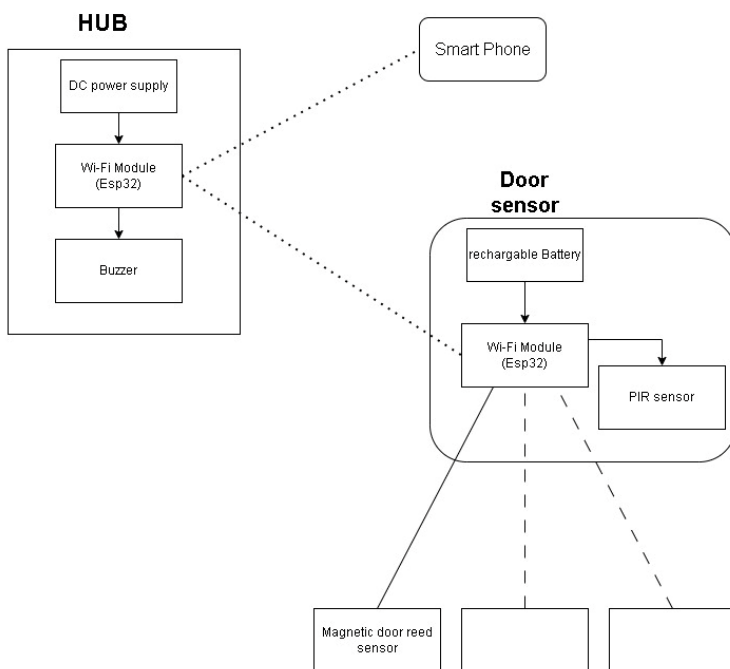 HUB
Smart Phone
DC power supply
Wi-Fi Module
(Esp32)
Buzzer
Door
sensor
rechargable Battery
Wi-Fi Module
(Esp32)
PIR sensor
Magnetic door reed
sensor